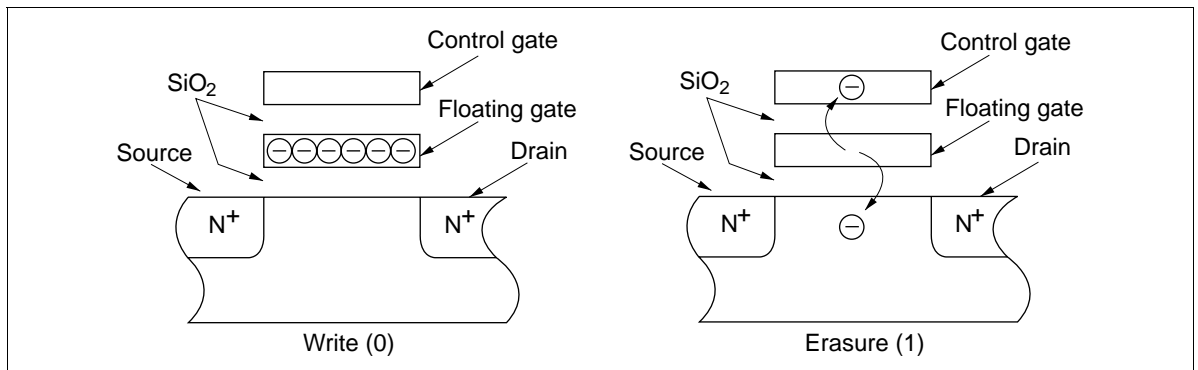 Control gate
SiO2
Floating gate
Source
Drain
N+
N+
Write (0)
Control gate
SiO2
Floating gate
Source
Drain
N+
N+
Erasure (1)